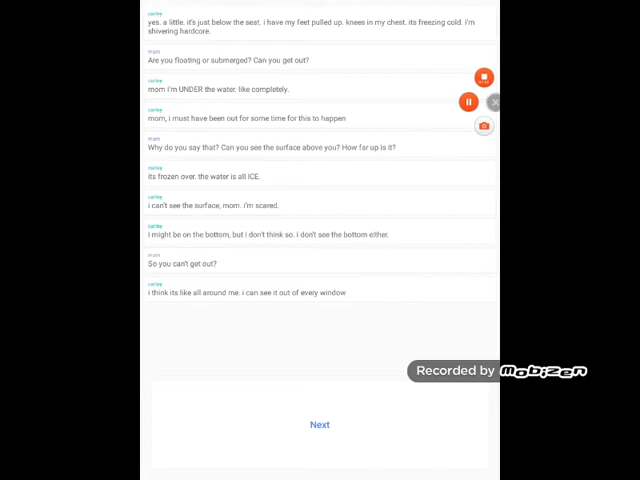 carley
yes. a little. it's just below the seat. i have my feet pulled up. knees in my chest. its freezing cold. i'm
shivering hardcore.
mum
Are you floating or submerged? Can you get out?
carley
mom i'm UNDER the water. like completely.
carley
mom, i must have been out for some time for this to happen
mum
Why do you say that? Can you see the surface above you? How far up is it?
carley
its frozen over. the water is all ICE.
carley
i can't see the surface, mom. i'm scared.
carley
i might be on the bottom, but i don't think so. i don't see the bottom either.
mum
So you can't get out?
carley
i think its like all around me. i can see it out of every window
Recorded by Mobizen
Next